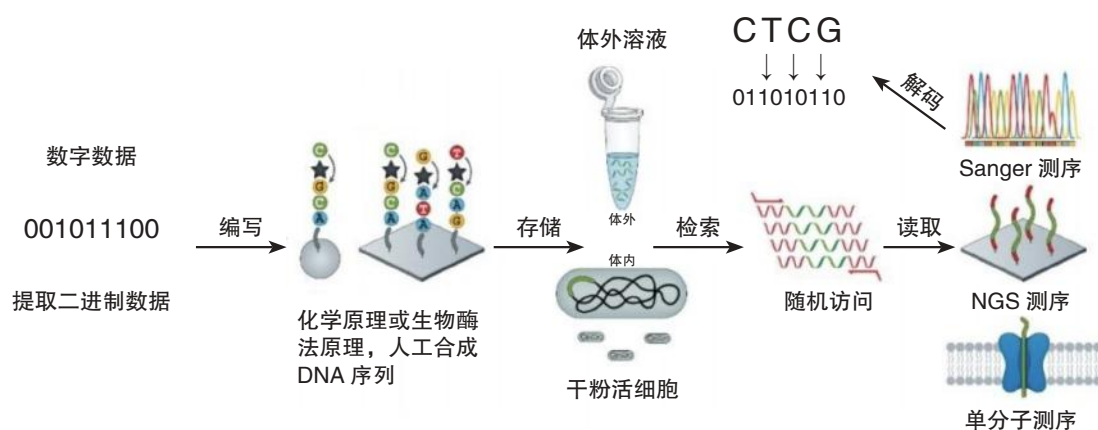 数字数据
001011100
提取二进制数据
编写
C
G
C
A
C
G
C
A
G
A
T
A
T
C
A
G
化学原理或生物酶
法原理，人工合成
DNA 序列
存储
体外溶液
体外
体内
干粉活细胞
检索
随机访问
读取
CTCG
011010110
解码
Sanger 测序
NGS 测序
单分子测序